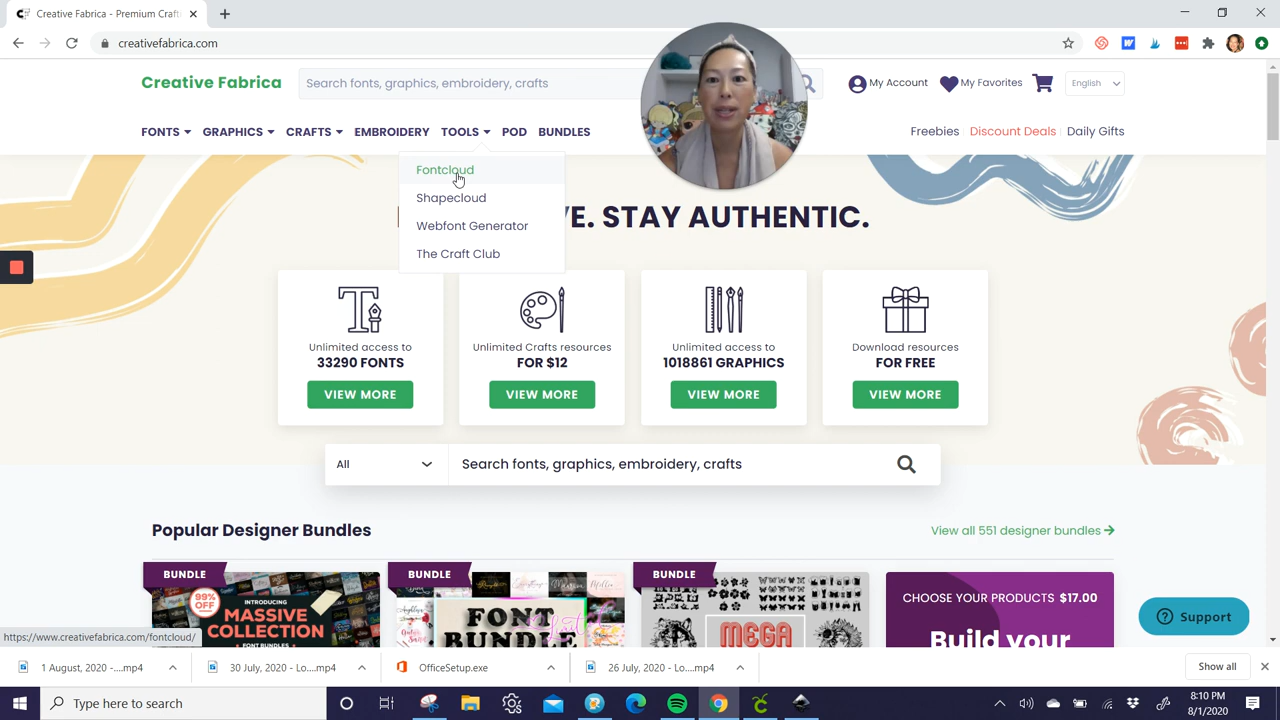 Creative Fabrica - Premium Craft
creativefabrica.com
Creative Fabrica
Search fonts, graphics, embroidery, crafts
My Account
My Favorites
English
FONTS
GRAPHICS
CRAFTS
EMBROIDERY
TOOLS
POD
BUNDLES
Freebies
Discount Deals
Daily Gifts
Fontcloud
Shapecloud
Webfont Generator
The Craft Club
VE. STAY AUTHENTIC.
Unlimited access to
33290 FONTS
VIEW MORE
Unlimited Crafts resources
FOR $12
VIEW MORE
Unlimited access to
1018861 GRAPHICS
VIEW MORE
Download resources
FOR FREE
VIEW MORE
All
Search fonts, graphics, embroidery, crafts
Popular Designer Bundles
View all 551 designer bundles
BUNDLE
99% OFF
INTRODUCING
MASSIVE
COLLECTION
FONT BUNDLES
BUNDLE
FONT
BUNDLE
BUNDLE
MEGA
CHOOSE YOUR PRODUCTS $17.00
Build your
Support
https://www.creativefabrica.com/fontcloud/
1 August, 2020 -....mp4
30 July, 2020 - Lo....mp4
OfficeSetup.exe
26 July, 2020 - Lo....mp4
Show all
Type here to search
8:10 PM
8/1/2020